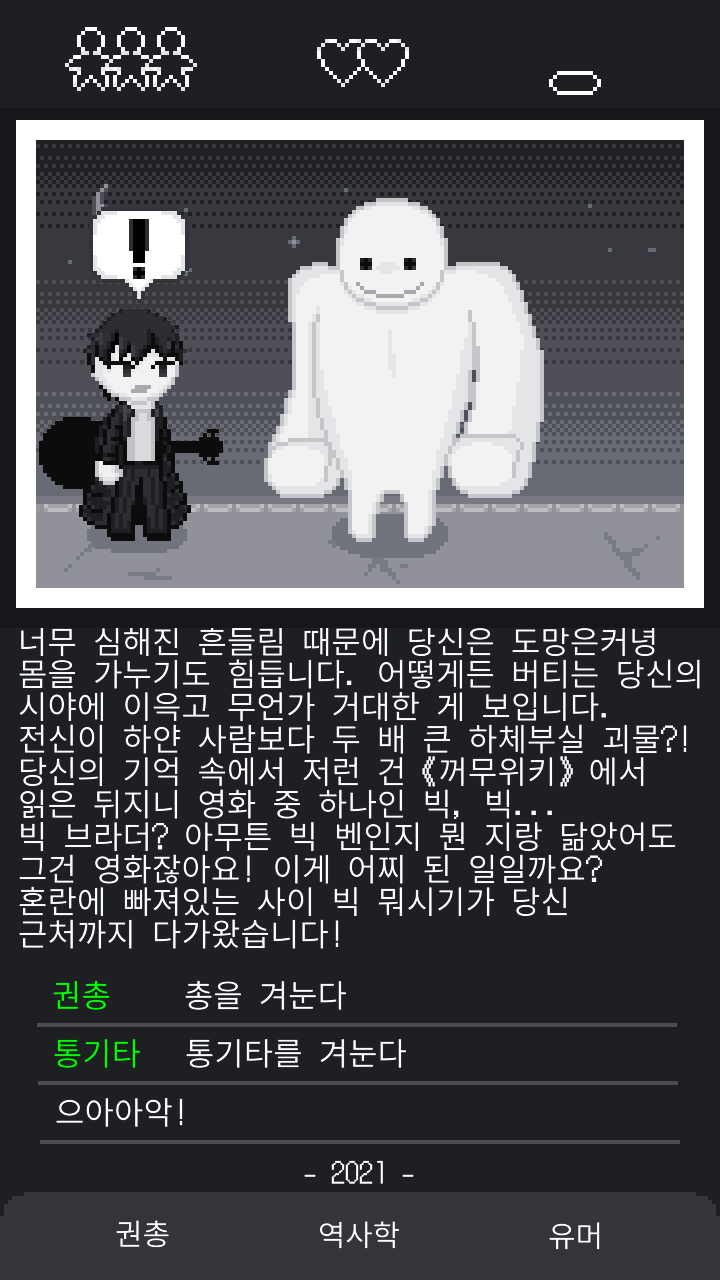 !
너무 심해진 흔들림 때문에 당신은 도망은커녕
몸을 가누기도 힘듭니다. 어떻게든 버티는 당신의
시야에 이윽고 무언가 거대한 게 보입니다.
전신이 하얀 사람보다 두 배 큰 하체부실 괴물?!
당신의 기억 속에서 저런 건 《꺼무위키》에서
읽은 뒤지니 영화 중 하나인 빅, 빅...
빅 브라더? 아무튼 빅 벤인지 뭔 지랑 닮았어도
그건 영화잖아요! 이게 어찌 된 일일까요?
혼란에 빠져있는 사이 빅 뭐시기가 당신
근처까지 다가왔습니다!
권총 총을 겨눈다
통기타 통기타를 겨눈다
으아아악!
- 2021 -
권총 역사학 유머